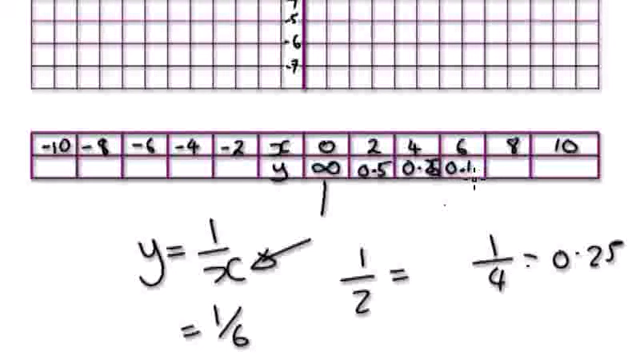 -5
-6
-7
-10 -8 -6 -4 -2 x 0 2 4 6 8 10
y ∞ 0.5 0.25 0.1
y = 1/x
1/2 =
1/4 = 0.25
= 1/6